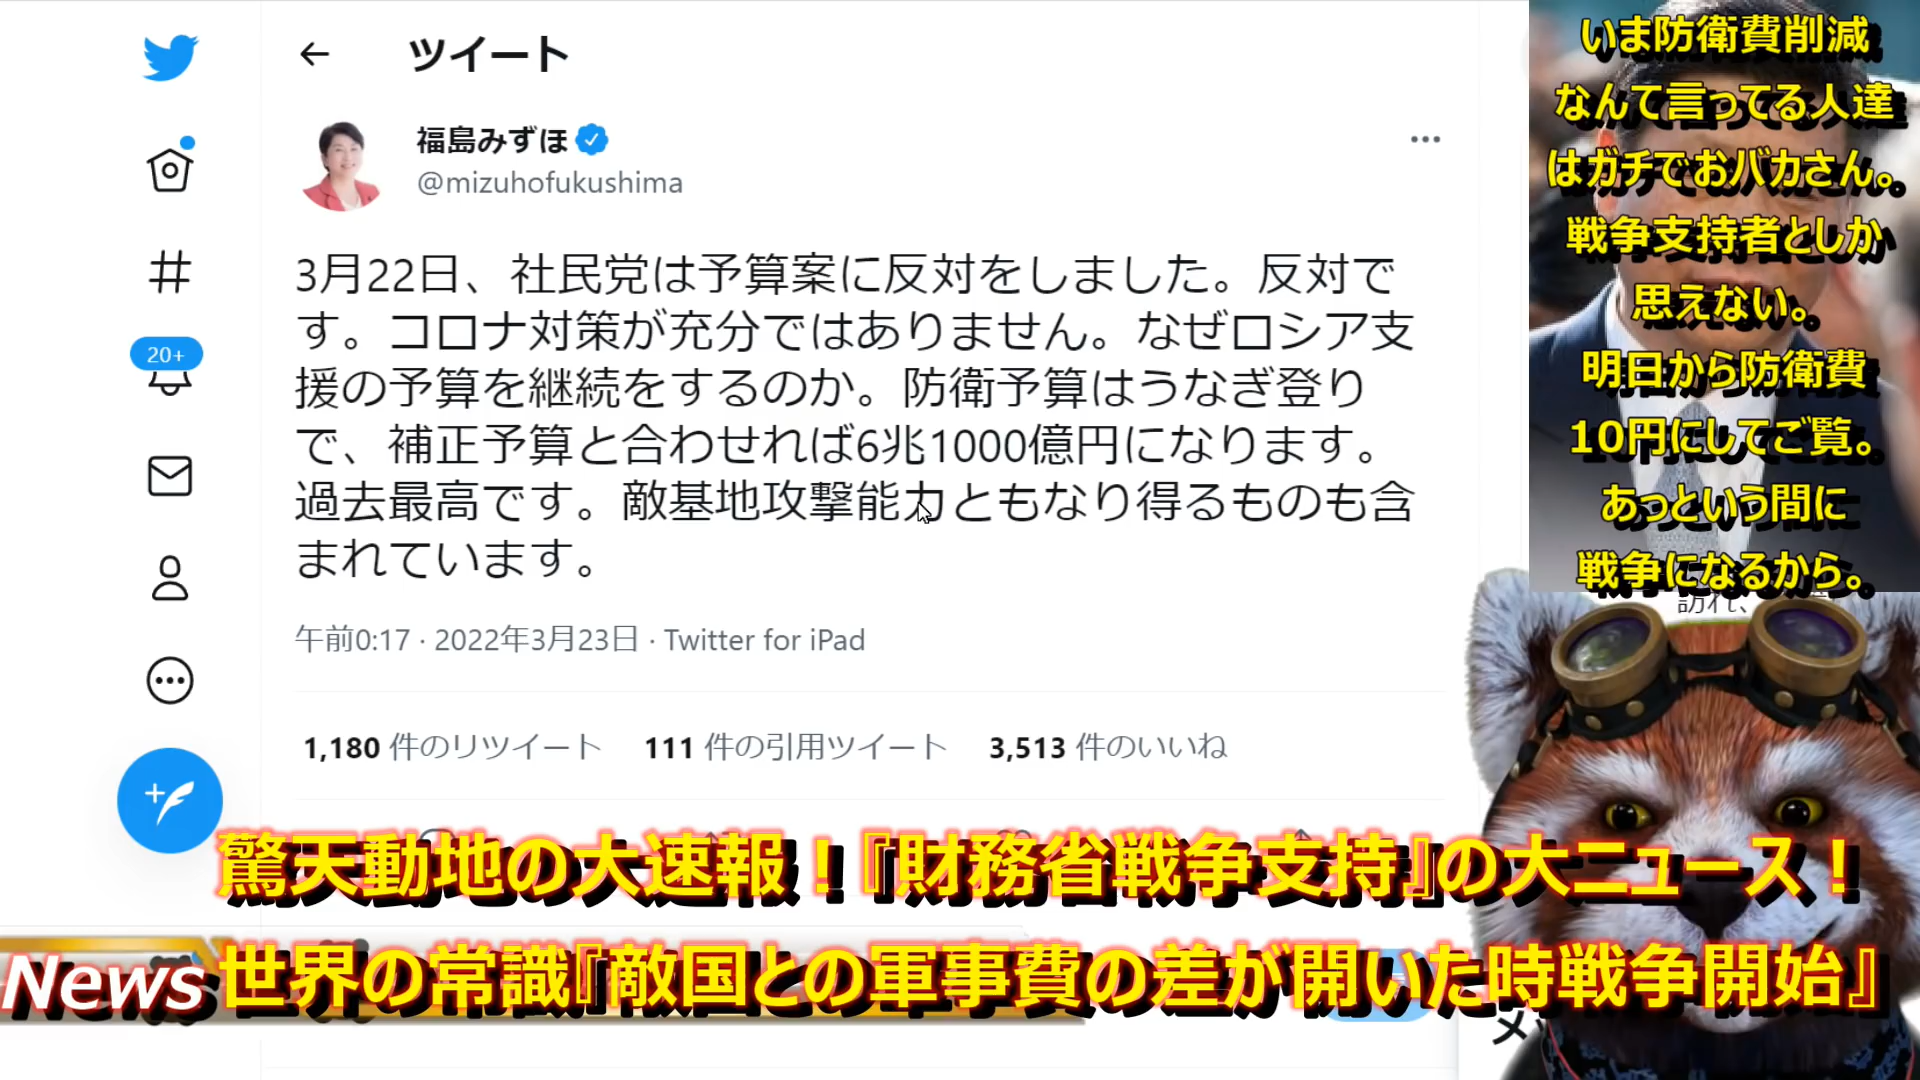 ツイート
福島みずほ
@mizuhofukushima
20+
3月22日、社民党は予算案に反対をしました。反対で
す。コロナ対策が充分ではありません。なぜロシア支
援の予算を継続をするのか。防衛予算はうなぎ登り
で、補正予算と合わせれば6兆1000億円になります。
過去最高です。敵基地攻撃能力ともなり得るものも含
まれています。
午前0:17 · 2022年3月23日 · Twitter for iPad
1,180 件のリツイート 111 件の引用ツイート 3,513 件のいいね
いま防衛費削減
なんて言ってる人達
はガチでおバカさん。
戦争支持者としか
思えない。
明日から防衛費
10円にしてご覧。
あっという間に
戦争になるから。
訪れ、
驚天動地の大速報！『財務省戦争支持』の大ニュース！
News
世界の常識『敵国との軍事費の差が開いた時戦争開始』